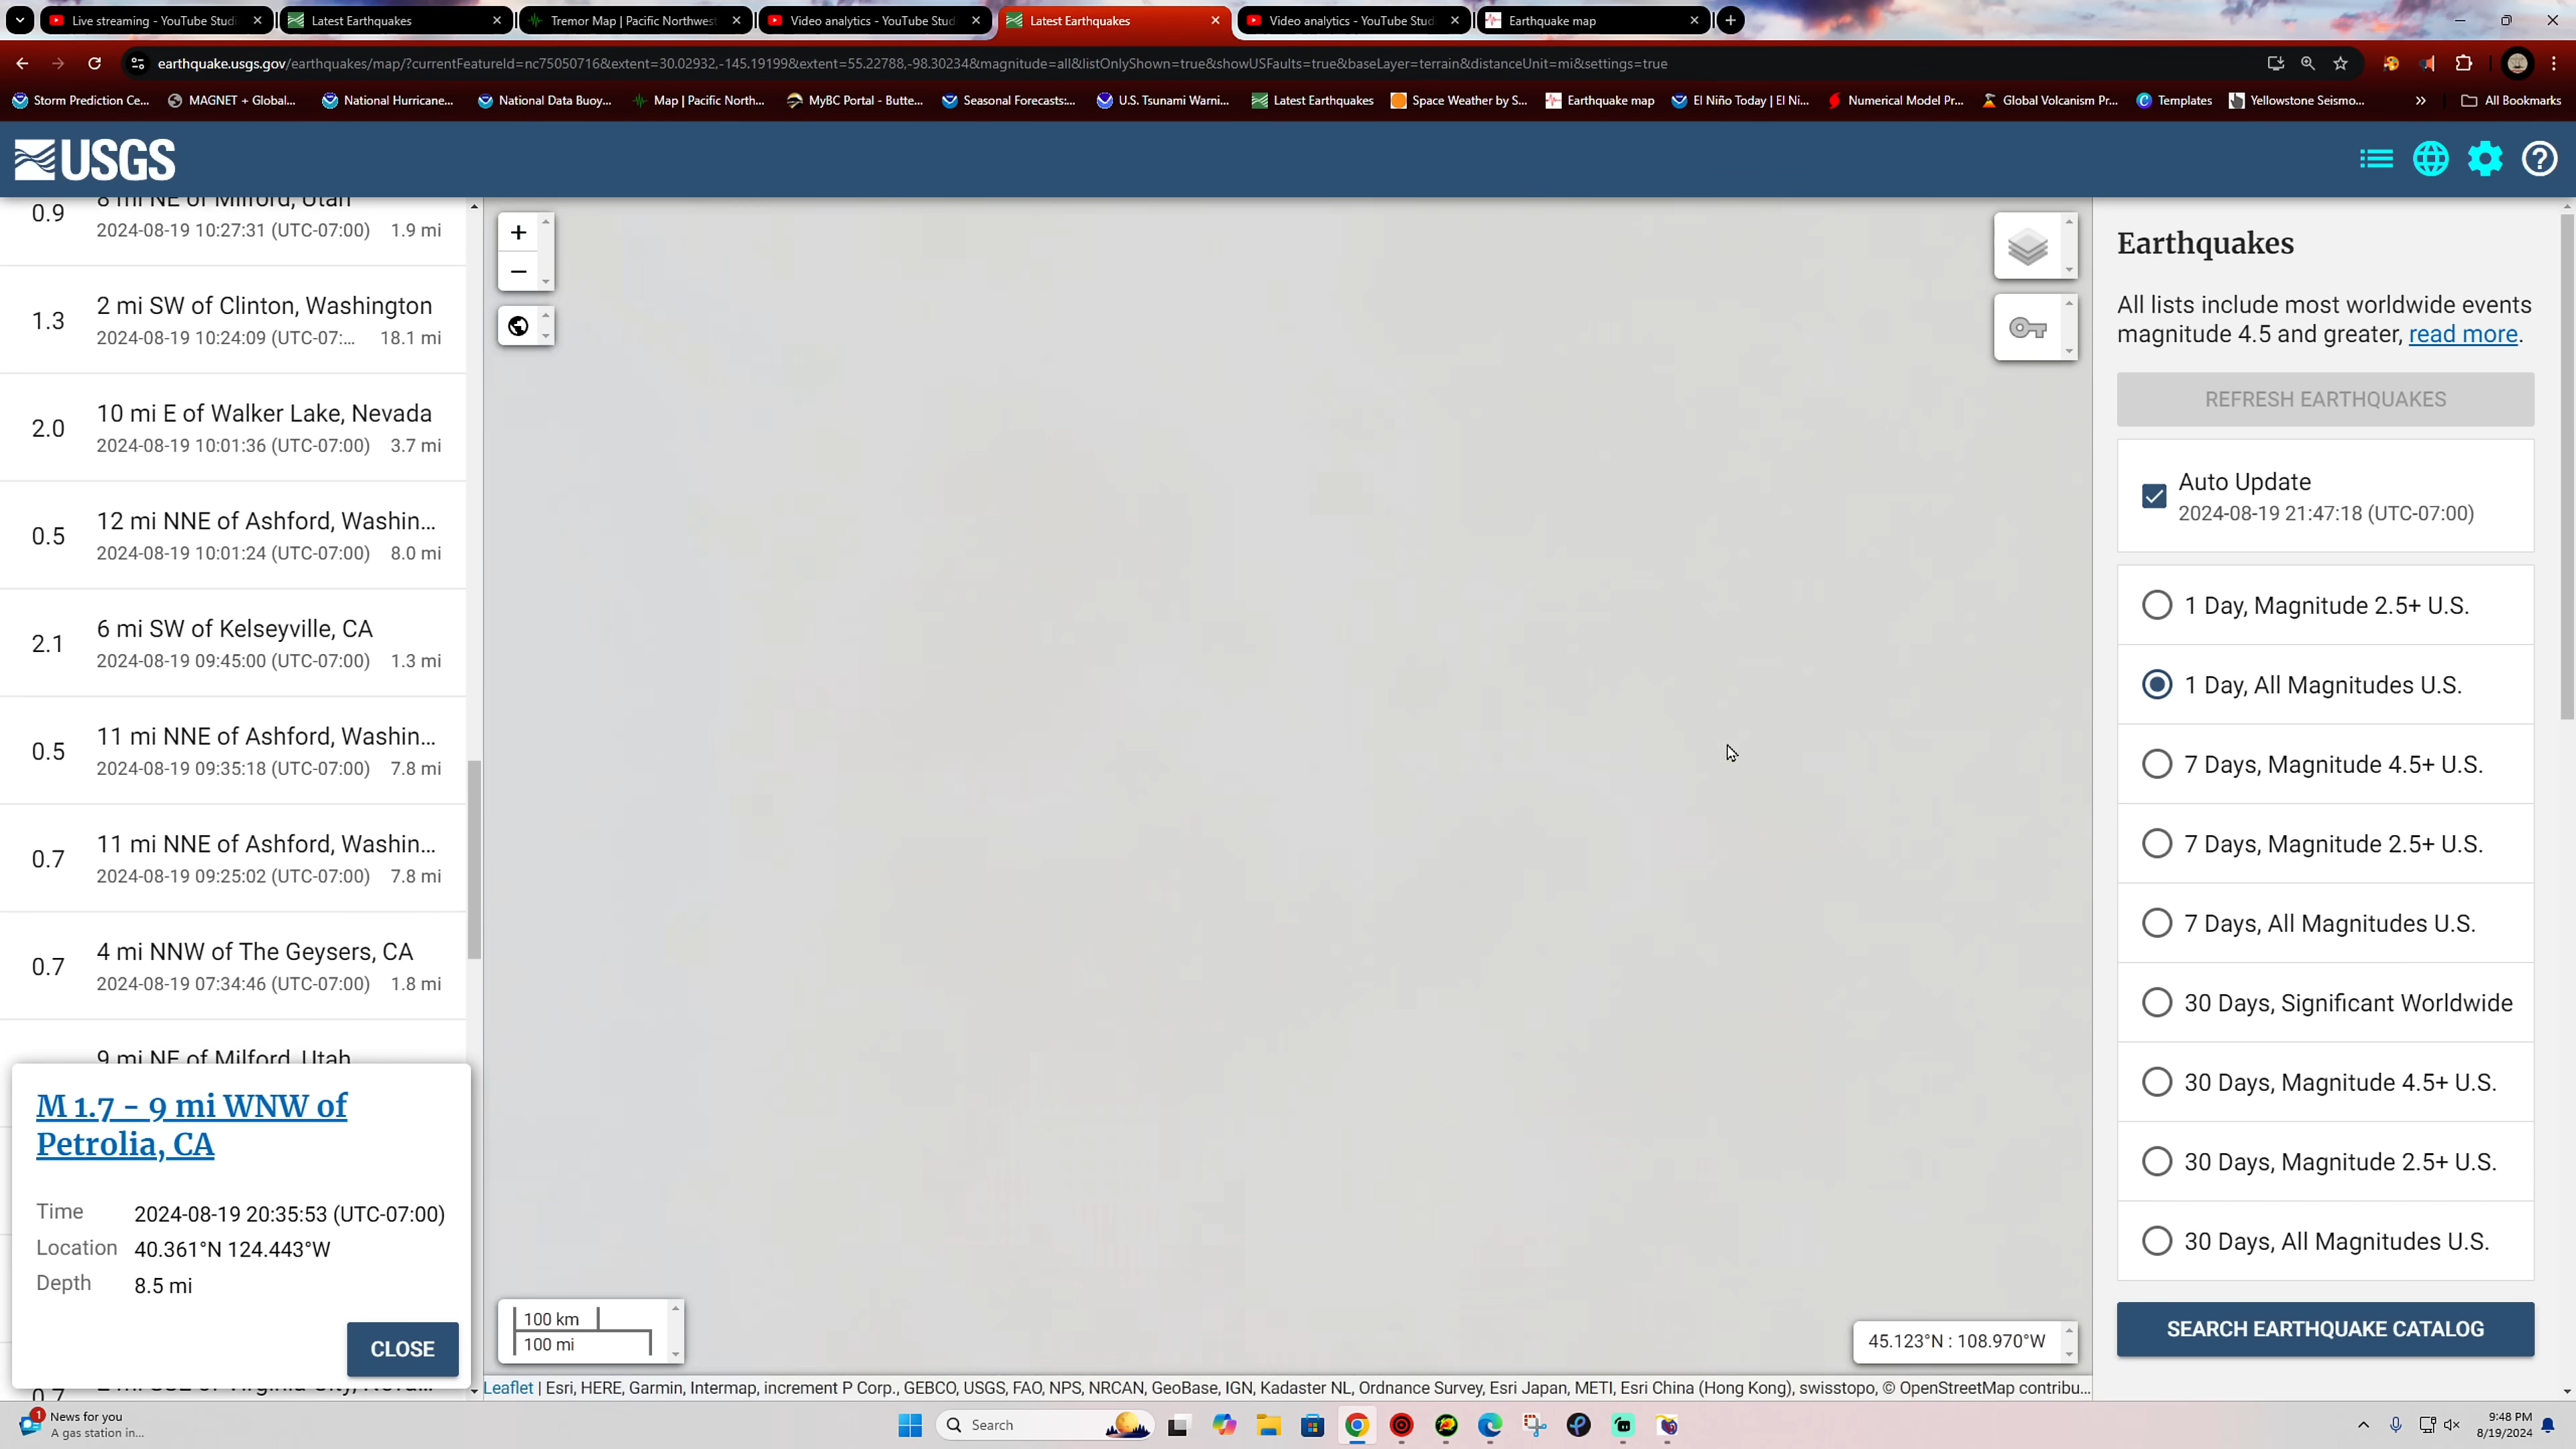 Live streaming - YouTube Studi
Latest Earthquakes
Tremor Map | Pacific Northwest
Video analytics - YouTube Studi
Latest Earthquakes
Video analytics - YouTube Studi
Earthquake map
earthquake.usgs.gov/earthquakes/map/?currentFeatureId=nc75050716&extent=30.02932,-145.19199&extent=55.22788,-98.30234&magnitude=all&listOnlyShown=true&showUSFaults=true&baseLayer=terrain&distanceUnit=mi&settings=true
Storm Prediction Ce...
MAGNET + Global...
National Hurricane...
National Data Buoy...
Map | Pacific North...
MyBC Portal - Butte...
Seasonal Forecasts:...
U.S. Tsunami Warni...
Latest Earthquakes
Space Weather by S...
Earthquake map
El Niño Today | El Ni...
Numerical Model Pr...
Global Volcanism Pr...
Templates
Yellowstone Seismo...
»
All Bookmarks
USGS
0.9
8 mi NE of Milford, Utah
2024-08-19 10:27:31 (UTC-07:00) 1.9 mi
1.3
2 mi SW of Clinton, Washington
2024-08-19 10:24:09 (UTC-07:... 18.1 mi
2.0
10 mi E of Walker Lake, Nevada
2024-08-19 10:01:36 (UTC-07:00) 3.7 mi
0.5
12 mi NNE of Ashford, Washin...
2024-08-19 10:01:24 (UTC-07:00) 8.0 mi
2.1
6 mi SW of Kelseyville, CA
2024-08-19 09:45:00 (UTC-07:00) 1.3 mi
0.5
11 mi NNE of Ashford, Washin...
2024-08-19 09:35:18 (UTC-07:00) 7.8 mi
0.7
11 mi NNE of Ashford, Washin...
2024-08-19 09:25:02 (UTC-07:00) 7.8 mi
0.7
4 mi NNW of The Geysers, CA
2024-08-19 07:34:46 (UTC-07:00) 1.8 mi
9 mi NE of Milford, Utah
M 1.7 - 9 mi WNW of
Petrolia, CA
Time 2024-08-19 20:35:53 (UTC-07:00)
Location 40.361°N 124.443°W
Depth 8.5 mi
CLOSE
0.7
+
−
100 km
100 mi
45.123°N : 108.970°W
Leaflet | Esri, HERE, Garmin, Intermap, increment P Corp., GEBCO, USGS, FAO, NPS, NRCAN, GeoBase, IGN, Kadaster NL, Ordnance Survey, Esri Japan, METI, Esri China (Hong Kong), swisstopo, © OpenStreetMap contribu...
Earthquakes
All lists include most worldwide events
magnitude 4.5 and greater, read more.
REFRESH EARTHQUAKES
Auto Update
2024-08-19 21:47:18 (UTC-07:00)
1 Day, Magnitude 2.5+ U.S.
1 Day, All Magnitudes U.S.
7 Days, Magnitude 4.5+ U.S.
7 Days, Magnitude 2.5+ U.S.
7 Days, All Magnitudes U.S.
30 Days, Significant Worldwide
30 Days, Magnitude 4.5+ U.S.
30 Days, Magnitude 2.5+ U.S.
30 Days, All Magnitudes U.S.
SEARCH EARTHQUAKE CATALOG
1
News for you
A gas station in...
Search
9:48 PM
8/19/2024